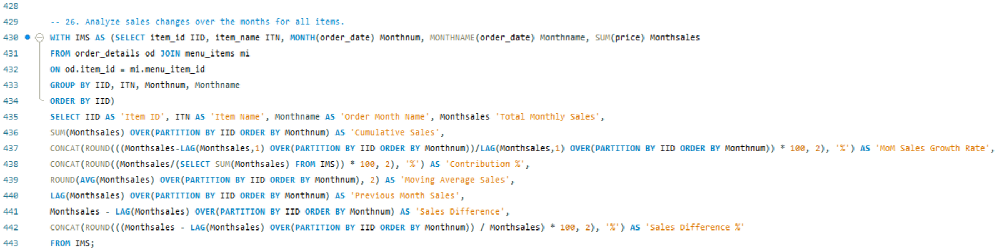 428
429 -- 26. Analyze sales changes over the months for all items.
430 WITH IMS AS (SELECT item_id IID, item_name ITN, MONTH(order_date) Monthnum, MONTHNAME(order_date) Monthname, SUM(price) Monthsales
431 FROM order_details od JOIN menu_items mi
432 ON od.item_id = mi.menu_item_id
433 GROUP BY IID, ITN, Monthnum, Monthname
434 ORDER BY IID)
435 SELECT IID AS 'Item ID', ITN AS 'Item Name', Monthname AS 'Order Month Name', Monthsales 'Total Monthly Sales',
436 SUM(Monthsales) OVER(PARTITION BY IID ORDER BY Monthnum) AS 'Cumulative Sales',
437 CONCAT(ROUND(((Monthsales-LAG(Monthsales,1) OVER(PARTITION BY IID ORDER BY Monthnum))/LAG(Monthsales,1) OVER(PARTITION BY IID ORDER BY Monthnum)) * 100, 2), '%') AS 'MoM Sales Growth Rate',
438 CONCAT(ROUND((Monthsales/(SELECT SUM(Monthsales) FROM IMS)) * 100, 2), '%') AS 'Contribution %',
439 ROUND(AVG(Monthsales) OVER(PARTITION BY IID ORDER BY Monthnum), 2) AS 'Moving Average Sales',
440 LAG(Monthsales) OVER(PARTITION BY IID ORDER BY Monthnum) AS 'Previous Month Sales',
441 Monthsales - LAG(Monthsales) OVER(PARTITION BY IID ORDER BY Monthnum) AS 'Sales Difference',
442 CONCAT(ROUND(((Monthsales - LAG(Monthsales) OVER(PARTITION BY IID ORDER BY Monthnum)) / Monthsales) * 100, 2), '%') AS 'Sales Difference %'
443 FROM IMS;